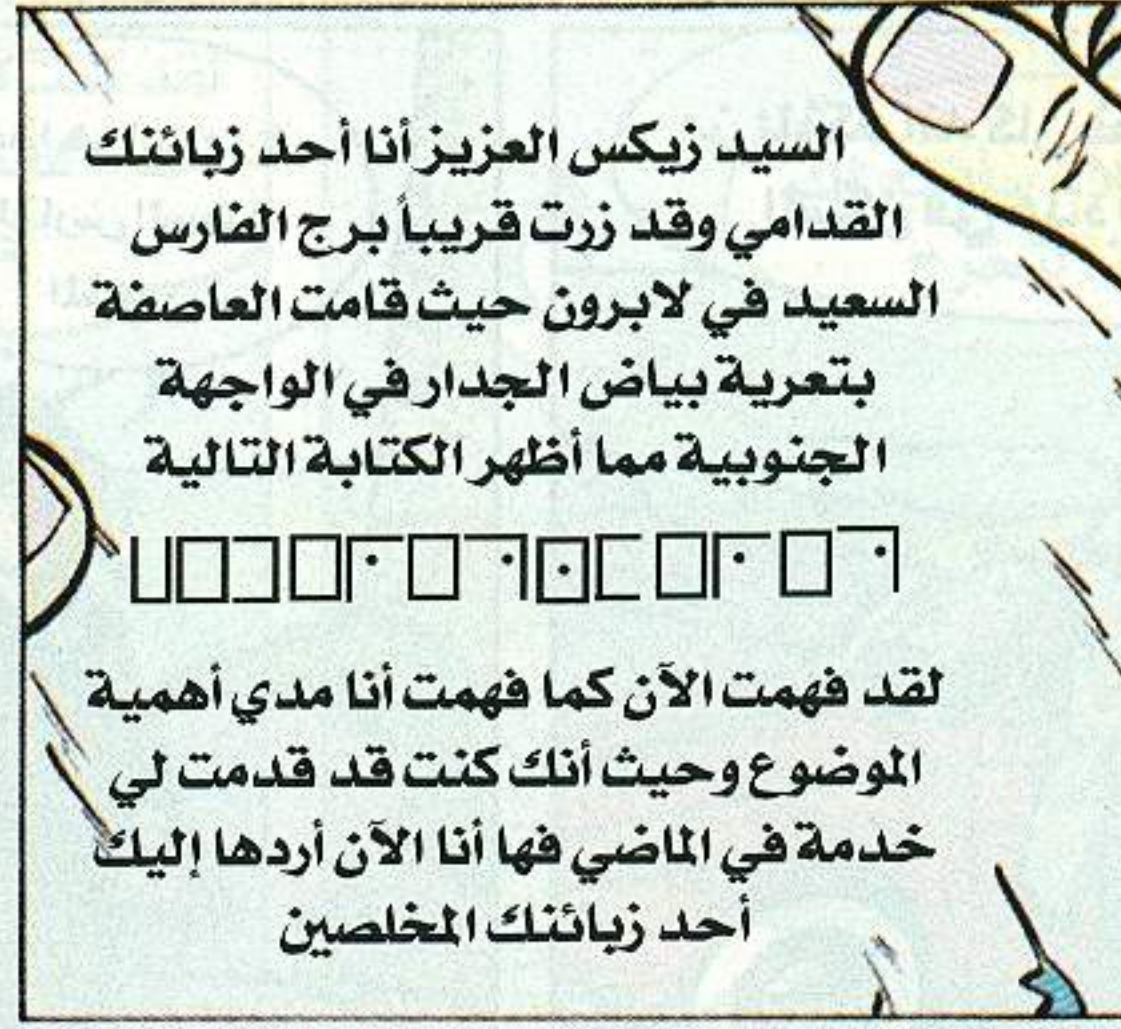 السيد زيكس العزيز أنا أحد زبائنك
القدامي وقد زرت قريباً برج الفارس
السعيد في لابرون حيث قامت العاصفة
بتعرية بياض الجدار في الواجهة
الجنوبية مما أظهر الكتابة التالية
لقد فهمت الآن كما فهمت أنا مدي أهمية
الموضوع وحيث أنك كنت قد قدمت لي
خدمة في الماضي فها أنا الآن أردها إليك
أحد زبائنك المخلصين